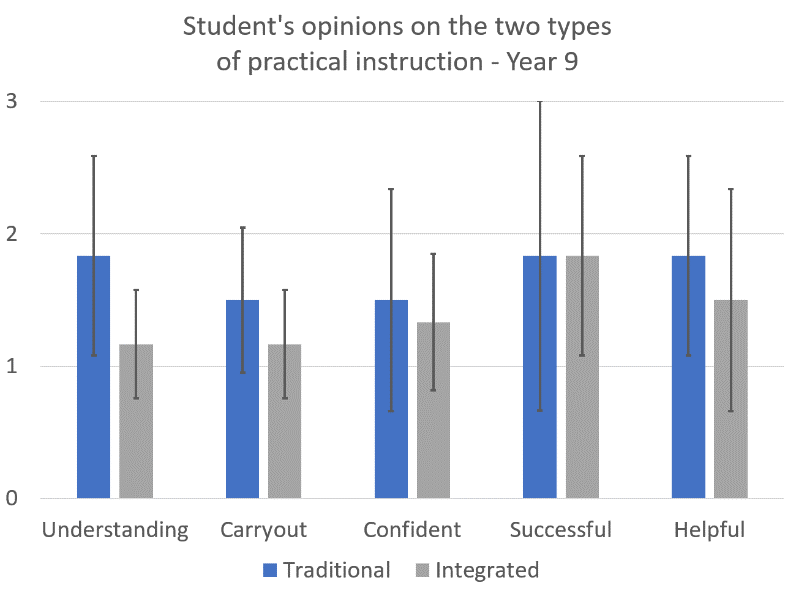 Student's opinions on the two types
of practical instruction - Year 9
3
2
1
0
Understanding Carryout Confident Successful Helpful
Traditional Integrated